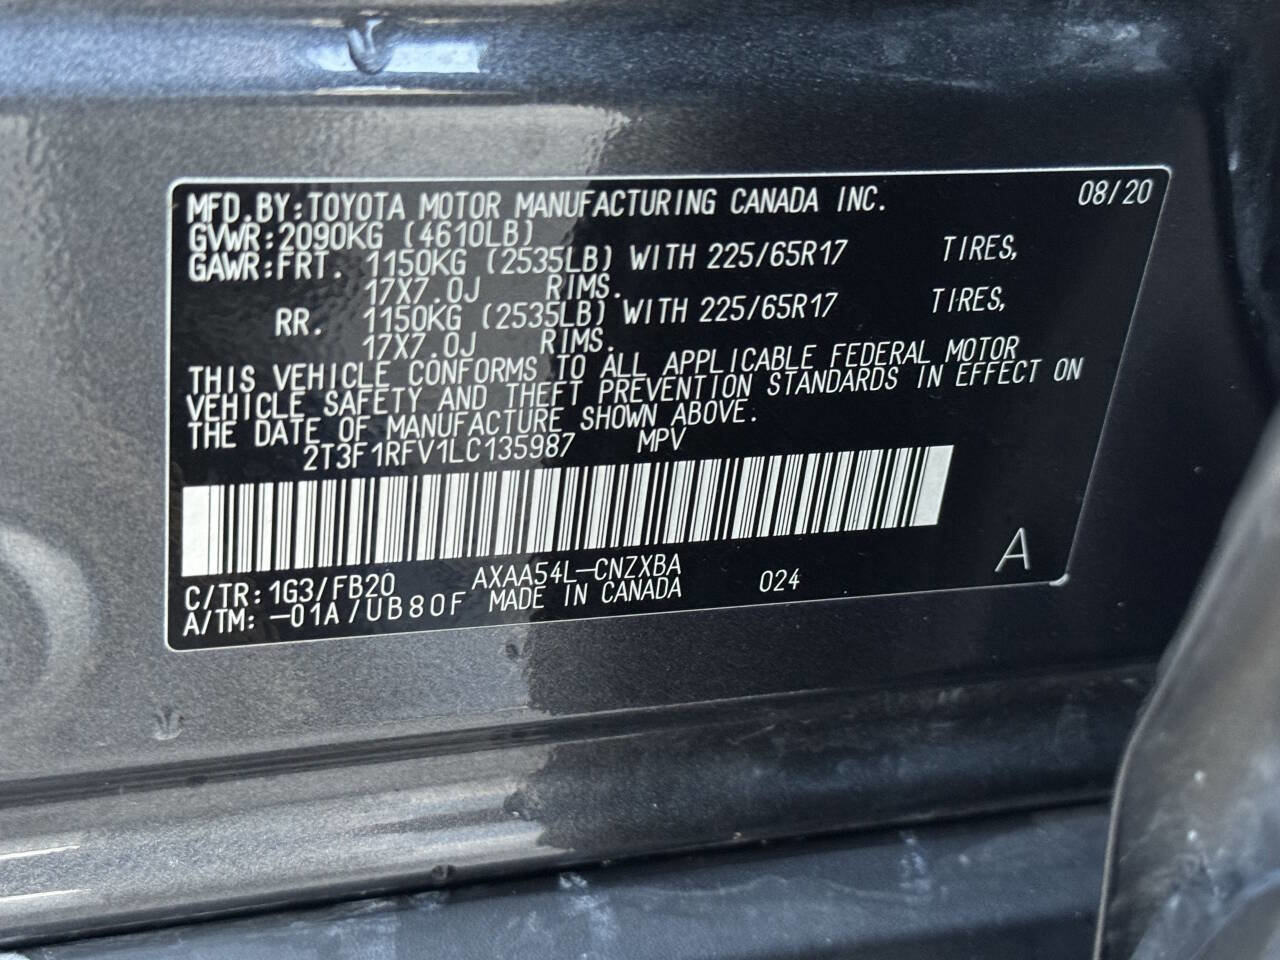 MFD.BY:TOYOTA MOTOR MANUFACTURING CANADA INC. 08/20
GVWR:2090KG (4610LB)
GAWR:FRT. 1150KG (2535LB) WITH 225/65R17 TIRES,
17X7.0J RIMS.
RR. 1150KG (2535LB) WITH 225/65R17 TIRES,
17X7.0J RIMS.
THIS VEHICLE CONFORMS TO ALL APPLICABLE FEDERAL MOTOR
VEHICLE SAFETY AND THEFT PREVENTION STANDARDS IN EFFECT ON
THE DATE OF MANUFACTURE SHOWN ABOVE.
2T3F1RFV1LC135987 MPV
C/TR:1G3/FB20 AXAA54L-CNZXBA 024 A
A/TM:-01A/UB80F MADE IN CANADA